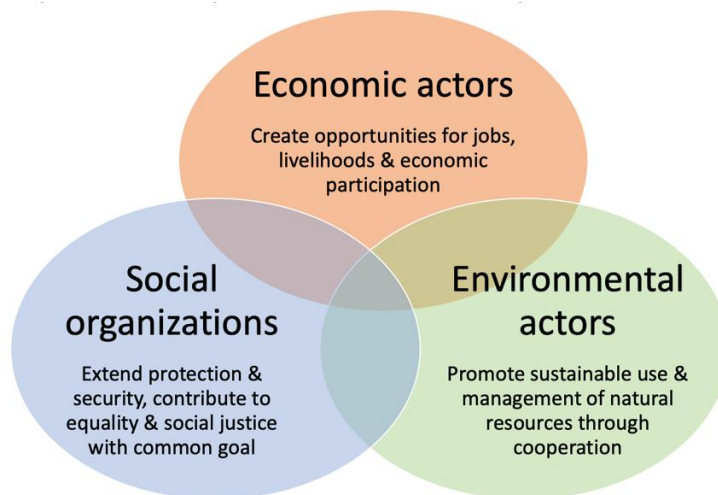 Economic actors
Create opportunities for jobs,
livelihoods & economic
participation
Social
organizations
Extend protection &
security, contribute to
equality & social justice
with common goal
Environmental
actors
Promote sustainable use &
management of natural
resources through
cooperation